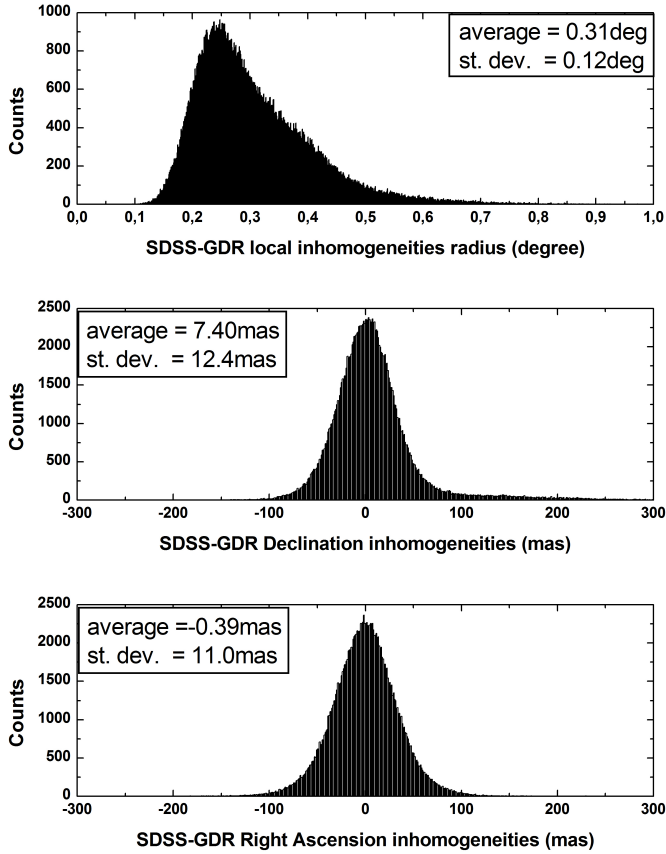 1000
800
600
400
200
0
Counts
average = 0.31deg
st. dev.  = 0.12deg
0,0 0,1 0,2 0,3 0,4 0,5 0,6 0,7 0,8 0,9 1,0
SDSS-GDR local inhomogeneities radius (degree)
2500
2000
1500
1000
500
0
Counts
average = 7.40mas
st. dev.  = 12.4mas
-300 -200 -100 0 100 200 300
SDSS-GDR Declination inhomogeneities (mas)
2500
2000
1500
1000
500
0
Counts
average =-0.39mas
st. dev.  = 11.0mas
-300 -200 -100 0 100 200 300
SDSS-GDR Right Ascension inhomogeneities (mas)